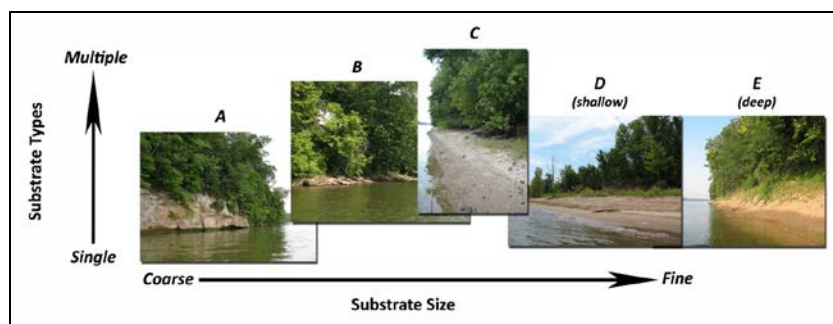 C
Multiple
B
D
(shallow)
E
(deep)
A
Substrate Types
Single
Coarse
Fine
Substrate Size